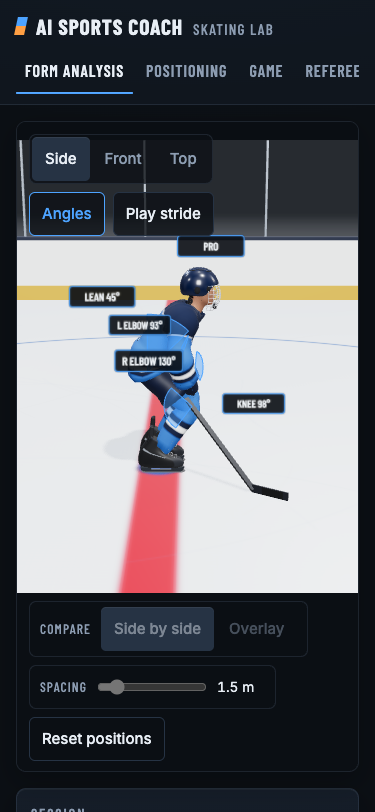 AI SPORTS COACH SKATING LAB
FORM ANALYSIS POSITIONING GAME REFEREE
Side Front Top
Angles Play stride
PRO
LEAN 45°
L ELBOW 93°
R ELBOW 130°
KNEE 98°
COMPARE Side by side Overlay
SPACING 1.5 m
Reset positions
SESSION